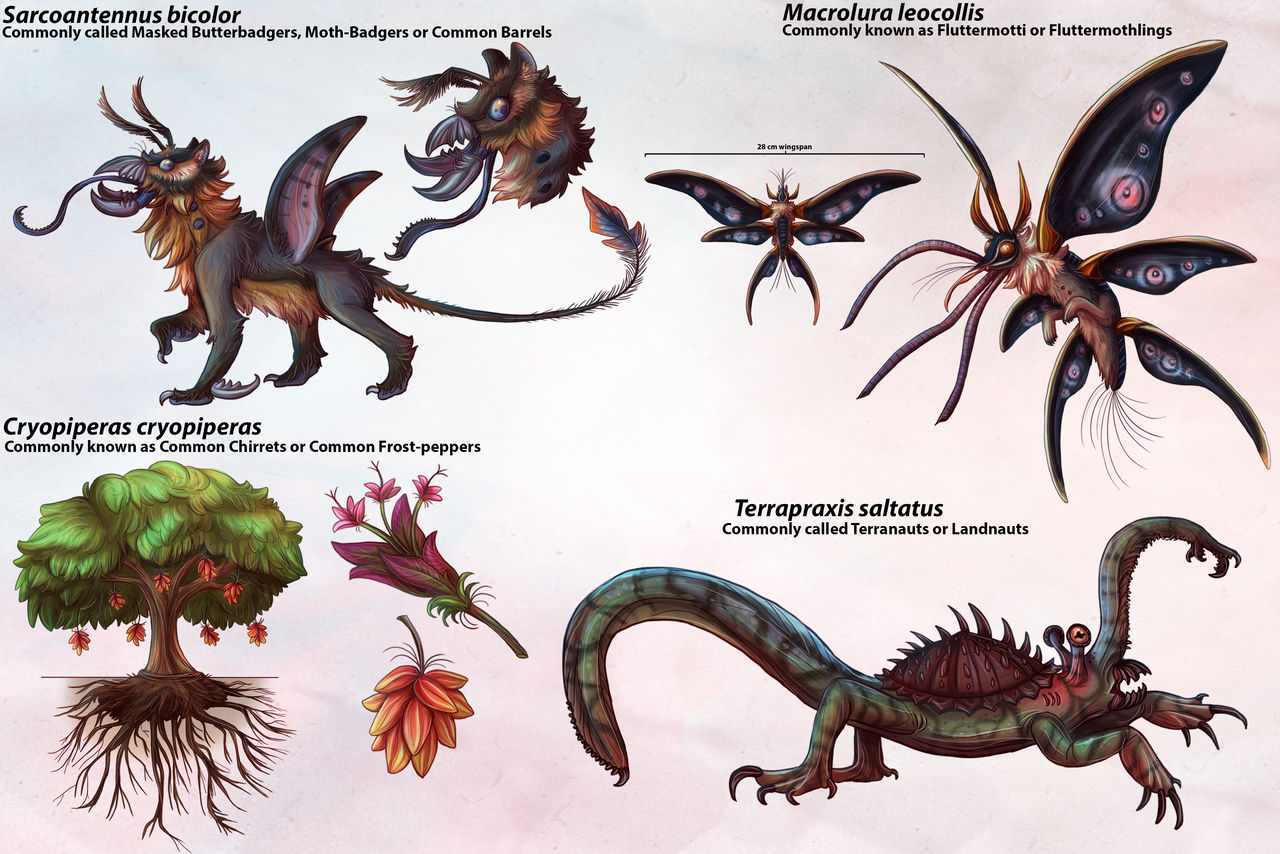 Sarcoantennus bicolor
Commonly called Masked Butterbadgers, Moth-Badgers or Common Barrels
Macrolura leocollis
Commonly known as Fluttermotti or Fluttermothlings
28 cm wingspan
Cryopiperas cryopiperas
Commonly known as Common Chirrets or Common Frost-peppers
Terrapraxis saltatus
Commonly called Terranauts or Landnauts